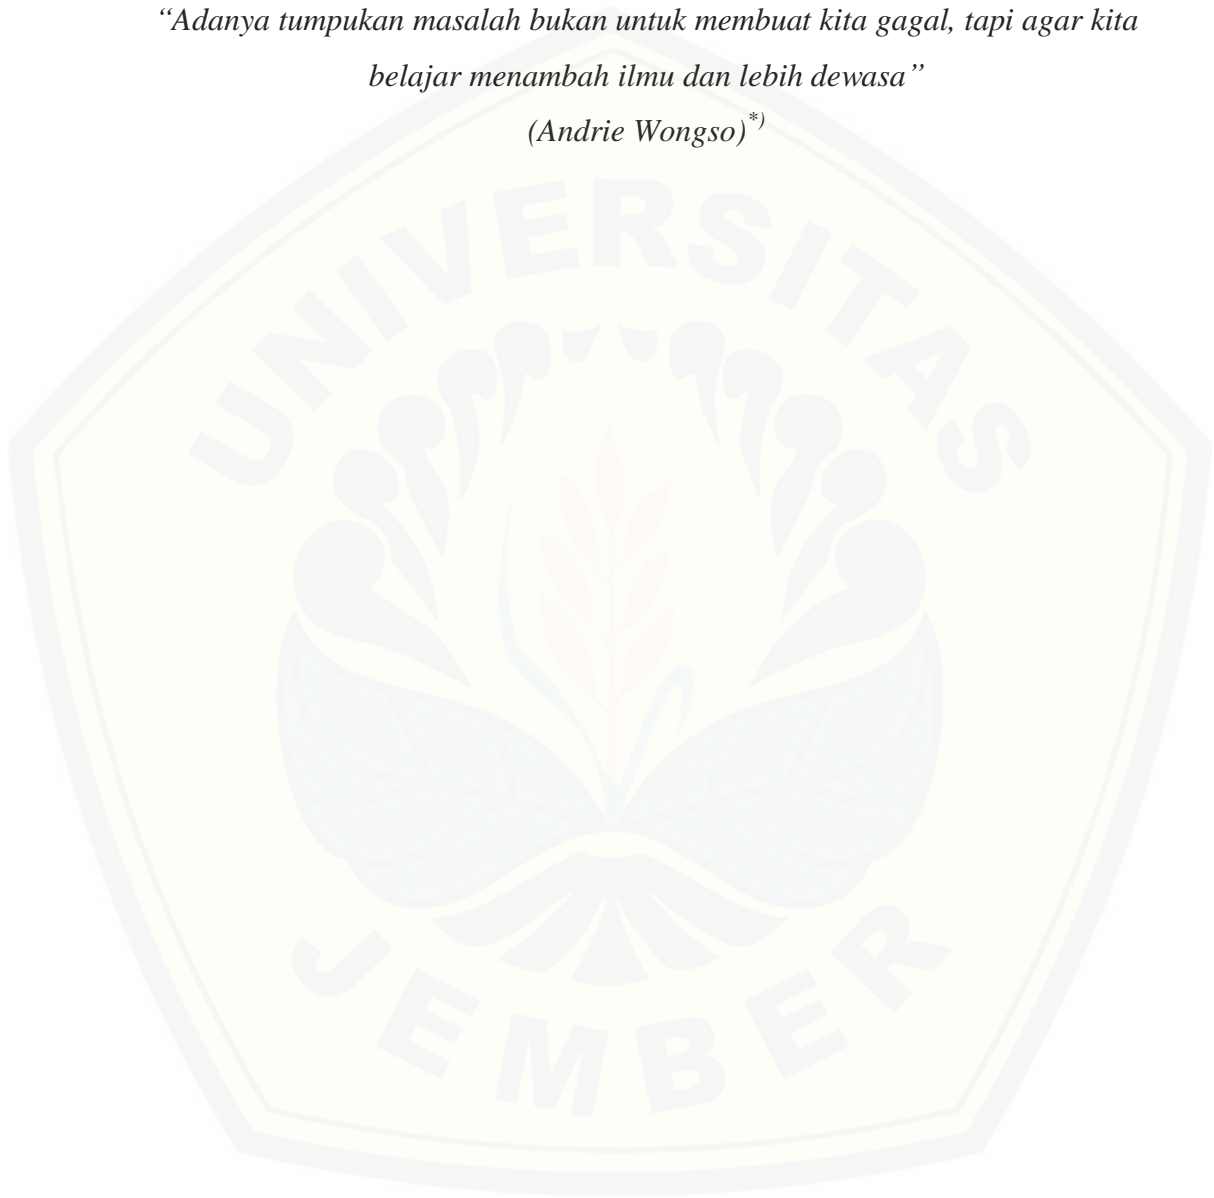 “Adanya tumpukan masalah bukan untuk membuat kita gagal, tapi agar kita
belajar menambah ilmu dan lebih dewasa”
(Andrie Wongso)*)
UNIVERSITAS
JEMBER